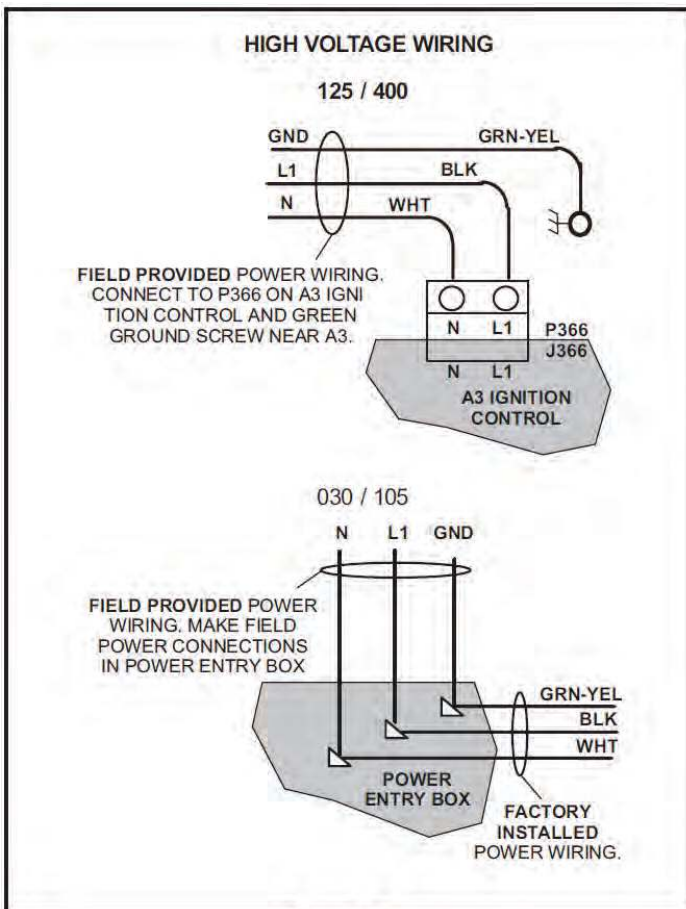 HIGH VOLTAGE WIRING
125 / 400
GND
GRN-YEL
L1
BLK
N
WHT
FIELD PROVIDED POWER WIRING.
CONNECT TO P366 ON A3 IGNI
TION CONTROL AND GREEN
GROUND SCREW NEAR A3.
N L1 P366
J366
N L1
A3 IGNITION
CONTROL
030 / 105
N L1 GND
FIELD PROVIDED POWER
WIRING. MAKE FIELD
POWER CONNECTIONS
IN POWER ENTRY BOX
GRN-YEL
BLK
WHT
POWER
ENTRY BOX
FACTORY
INSTALLED
POWER WIRING.